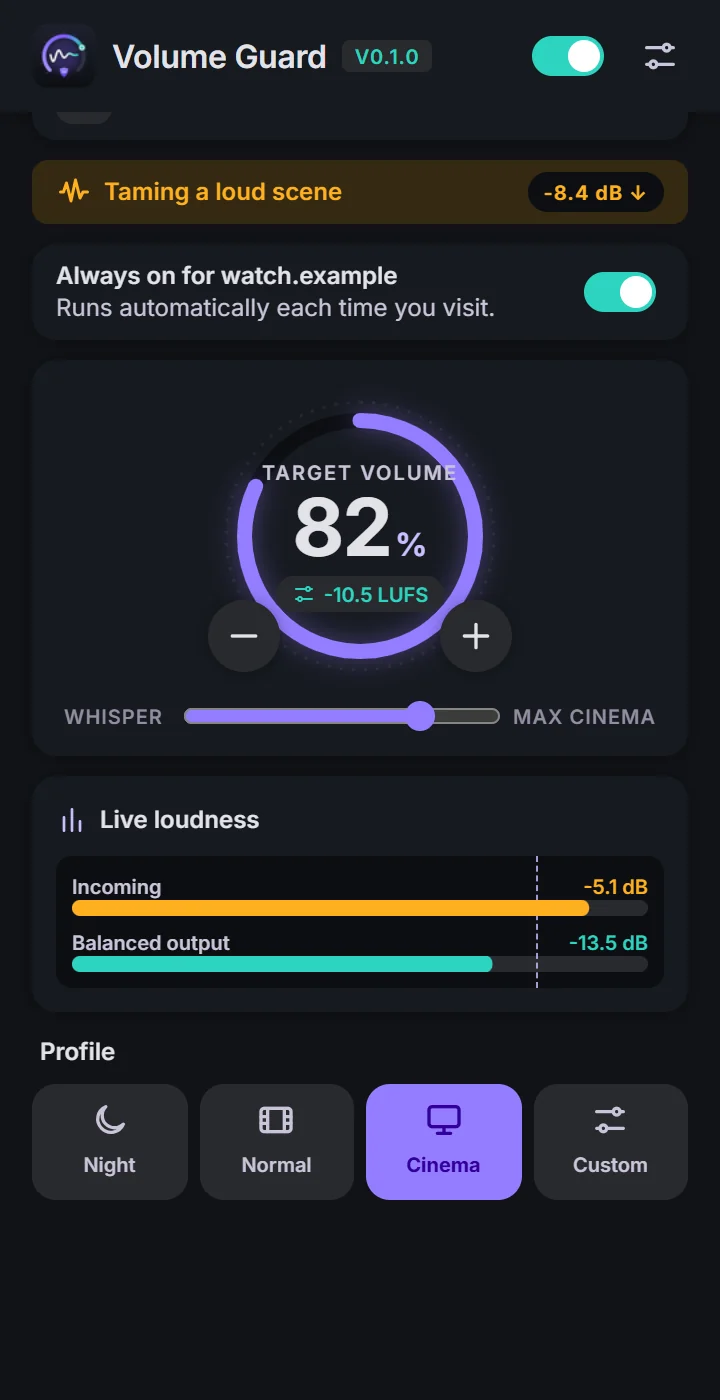 Volume Guard V0.1.0
Taming a loud scene -8.4 dB ↓
Always on for watch.example
Runs automatically each time you visit.
TARGET VOLUME
82%
-10.5 LUFS
WHISPER MAX CINEMA
Live loudness
Incoming -5.1 dB
Balanced output -13.5 dB
Profile
Night Normal Cinema Custom